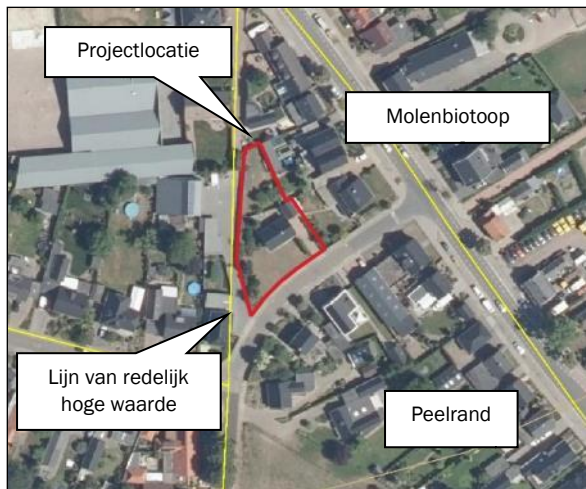 Projectlocatie
Molenbiotoop
Lijn van redelijk
hoge waarde
Peelrand